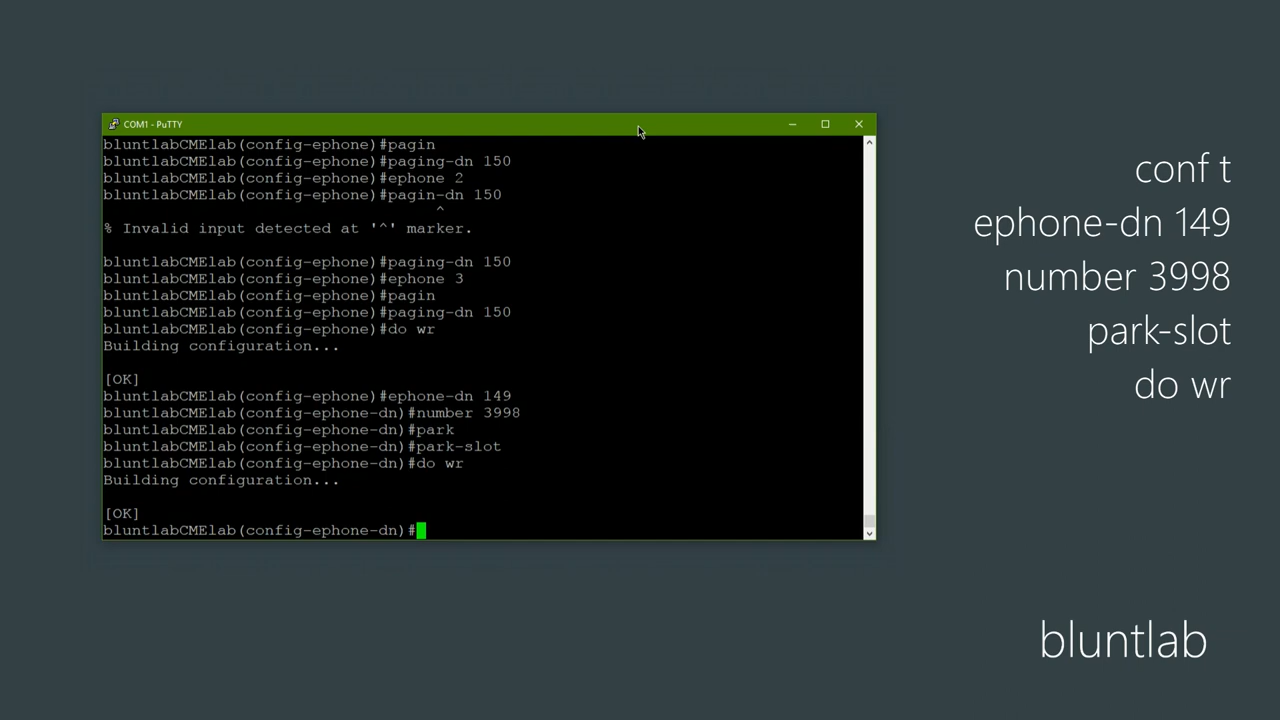 COM1 - PuTTY
bluntlabCMElab(config-ephone)#pagin
bluntlabCMElab(config-ephone)#paging-dn 150
bluntlabCMElab(config-ephone)#ephone 2
bluntlabCMElab(config-ephone)#pagin-dn 150
^
% Invalid input detected at '^' marker.
bluntlabCMElab(config-ephone)#paging-dn 150
bluntlabCMElab(config-ephone)#ephone 3
bluntlabCMElab(config-ephone)#pagin
bluntlabCMElab(config-ephone)#paging-dn 150
bluntlabCMElab(config-ephone)#do wr
Building configuration...
[OK]
bluntlabCMElab(config-ephone)#ephone-dn 149
bluntlabCMElab(config-ephone-dn)#number 3998
bluntlabCMElab(config-ephone-dn)#park
bluntlabCMElab(config-ephone-dn)#park-slot
bluntlabCMElab(config-ephone-dn)#do wr
Building configuration...
[OK]
bluntlabCMElab(config-ephone-dn)#
conf t
ephone-dn 149
number 3998
park-slot
do wr
bluntlab